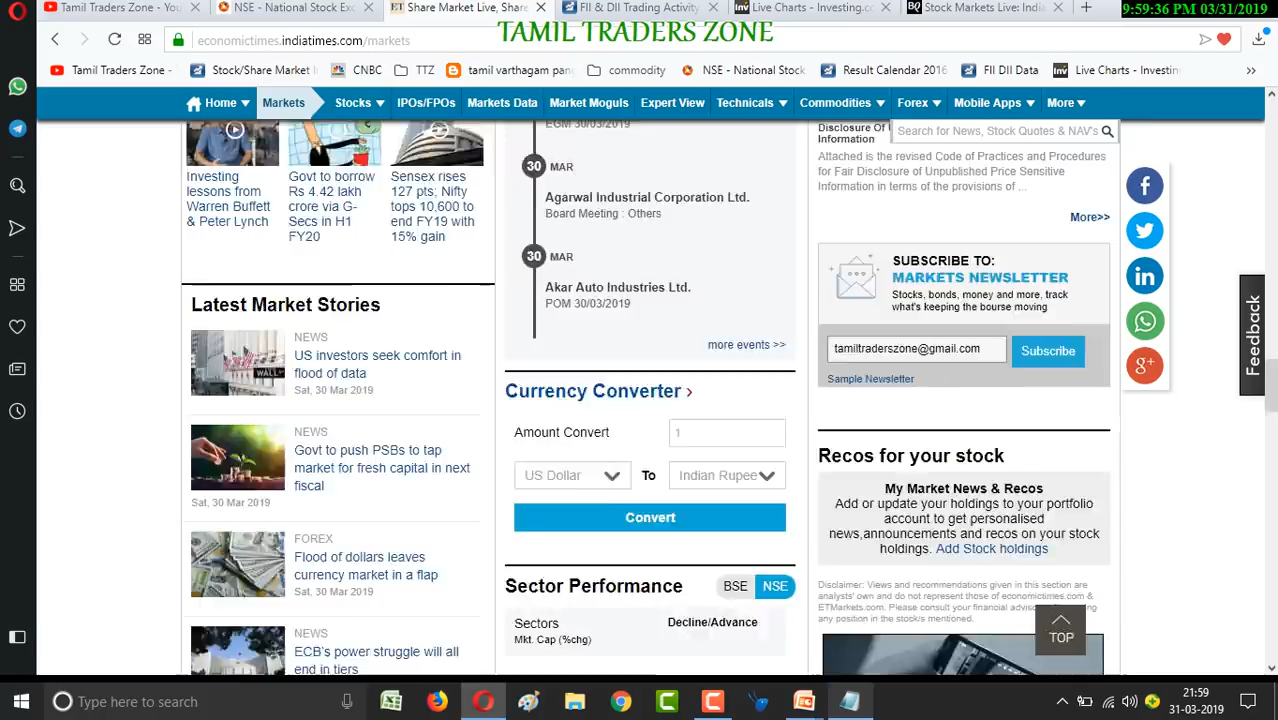 Tamil Traders Zone - You
NSE - National Stock Exc
ET Share Market Live, Share
FII & DII Trading Activity
Inv Live Charts - Investing.co
BQ Stock Markets Live: Indi
9:59:36 PM 03/31/2019
TAMIL TRADERS ZONE
economictimes.indiatimes.com/markets
Tamil Traders Zone -
Stock/Share Market I
CNBC
TTZ
tamil varthagam pan
commodity
NSE - National Stock
Result Calendar 2016
FII DII Data
Inv Live Charts - Investin
Home
Markets
Stocks
IPOs/FPOs
Markets Data
Market Moguls
Expert View
Technicals
Commodities
Forex
Mobile Apps
More
Search for News, Stock Quotes & NAV's
Investing
lessons from
Warren Buffett
& Peter Lynch
Govt to borrow
Rs 4.42 lakh
crore via G-
Secs in H1
FY20
Sensex rises
127 pts; Nifty
tops 10,600 to
end FY19 with
15% gain
Latest Market Stories
NEWS
US investors seek comfort in
flood of data
Sat, 30 Mar 2019
WALL
NEWS
Govt to push PSBs to tap
market for fresh capital in next
fiscal
Sat, 30 Mar 2019
FOREX
Flood of dollars leaves
currency market in a flap
Sat, 30 Mar 2019
NEWS
ECB's power struggle will all
end in tiers
EGM 30/03/2019
30 MAR
Agarwal Industrial Corporation Ltd.
Board Meeting : Others
30 MAR
Akar Auto Industries Ltd.
POM 30/03/2019
more events >>
Currency Converter ›
Amount Convert 1
US Dollar To Indian Rupee
Convert
Sector Performance BSE NSE
Sectors Decline/Advance
Mkt. Cap (%chg)
Disclosure Of U
Information
Attached is the revised Code of Practices and Procedures
for Fair Disclosure of Unpublished Price Sensitive
Information in terms of the provisions of ...
More>>
SUBSCRIBE TO:
MARKETS NEWSLETTER
Stocks, bonds, money and more, track
what's keeping the bourse moving
tamiltraderszone@gmail.com Subscribe
Sample Newsletter
Recos for your stock
My Market News & Recos
Add or update your holdings to your portfolio
account to get personalised
news,announcements and recos on your stock
holdings. Add Stock holdings
Disclaimer: Views and recommendations given in this section are
analysts' own and do not represent those of economictimes.com &
ETMarkets.com. Please consult your financial advis
ing
any position in the stock/s mentioned.
TOP
Feedback
Type here to search
21:59
31-03-2019